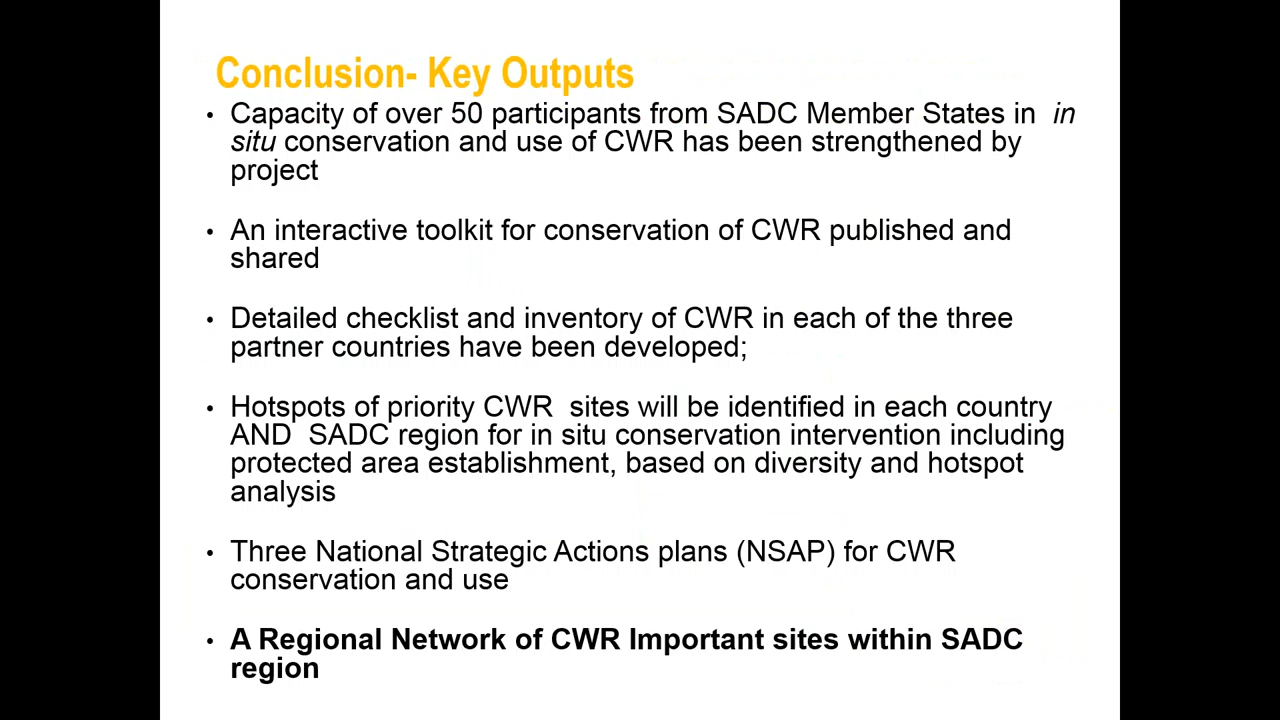 Conclusion- Key Outputs
• Capacity of over 50 participants from SADC Member States in in
situ conservation and use of CWR has been strengthened by
project
• An interactive toolkit for conservation of CWR published and
shared
• Detailed checklist and inventory of CWR in each of the three
partner countries have been developed;
• Hotspots of priority CWR sites will be identified in each country
AND SADC region for in situ conservation intervention including
protected area establishment, based on diversity and hotspot
analysis
• Three National Strategic Actions plans (NSAP) for CWR
conservation and use
• A Regional Network of CWR Important sites within SADC
region